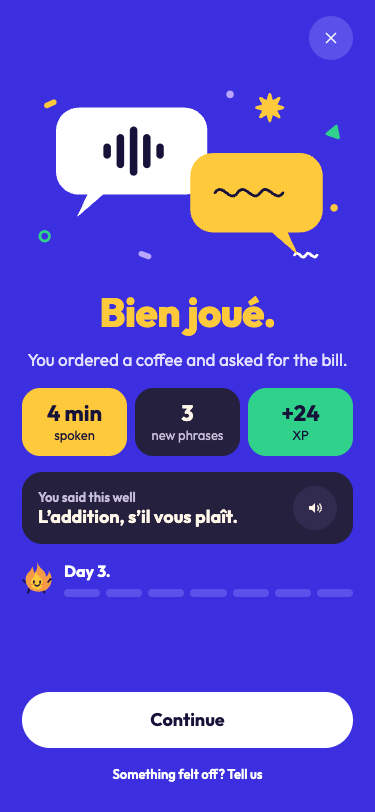 Bien joué.
You ordered a coffee and asked for the bill.
4 min
spoken
3
new phrases
+24
XP
You said this well
L’addition, s’il vous plaît.
Day 3.
Continue
Something felt off? Tell us